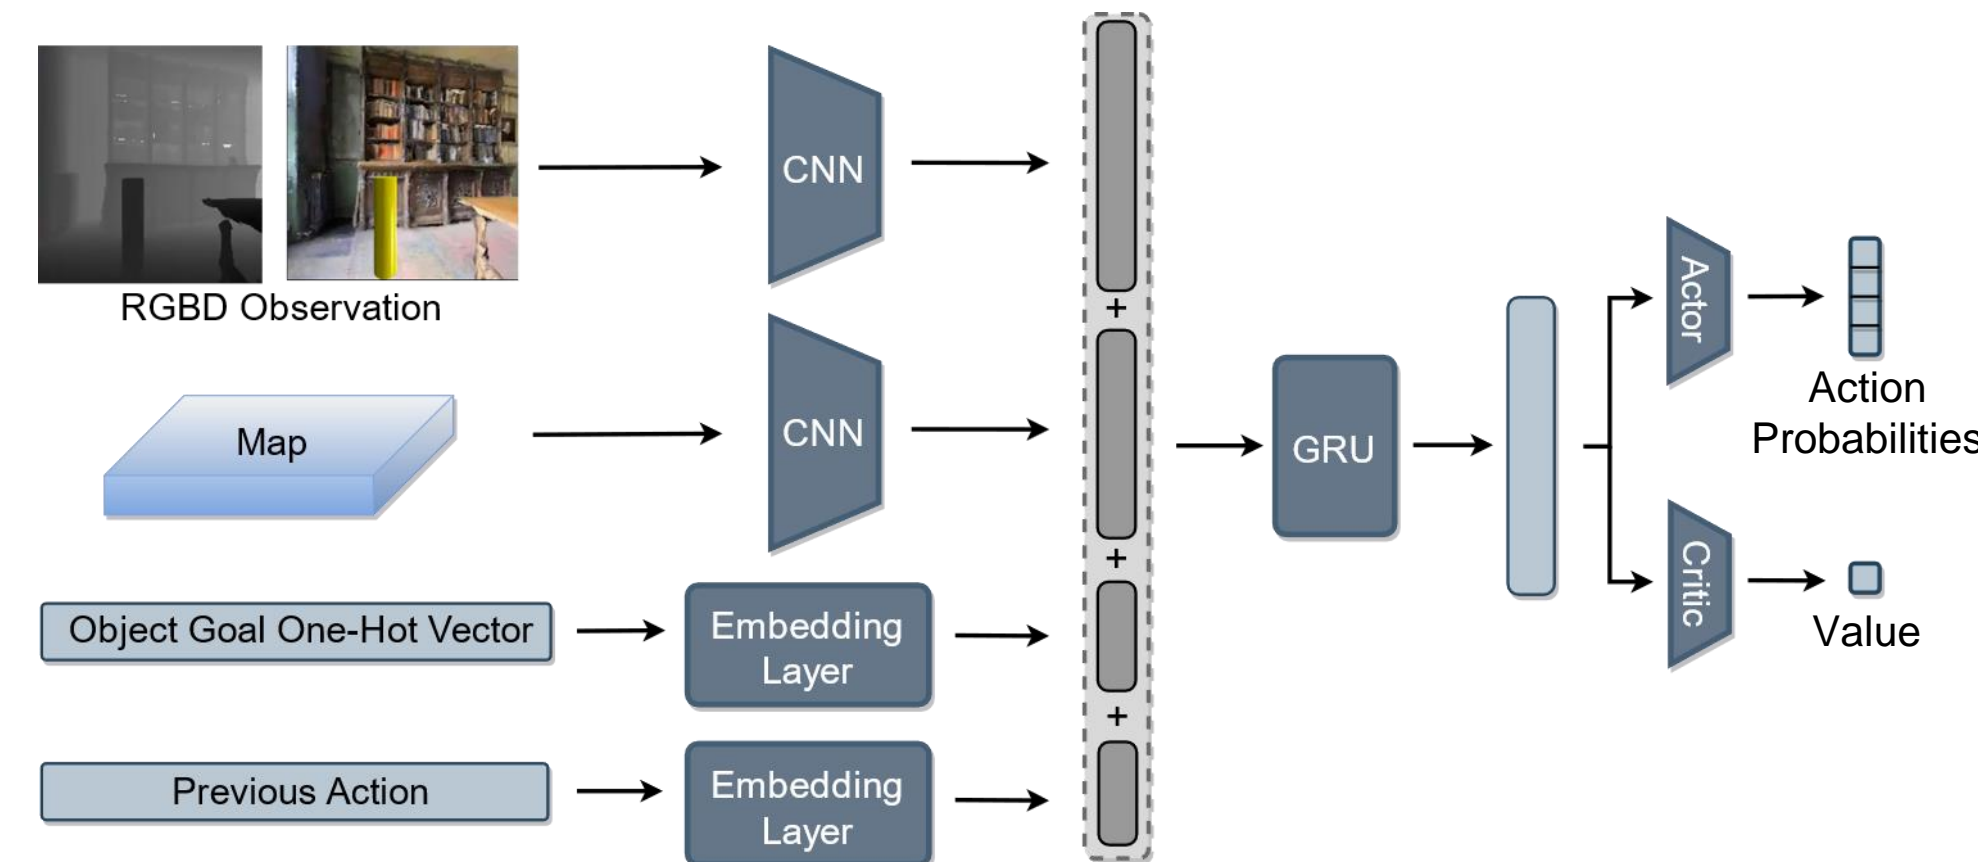 RGBD Observation
CNN
Map
CNN
Object Goal One-Hot Vector
Embedding
Layer
Previous Action
Embedding
Layer
+
+
+
GRU
Actor
Action
Probabilities
Critic
Value